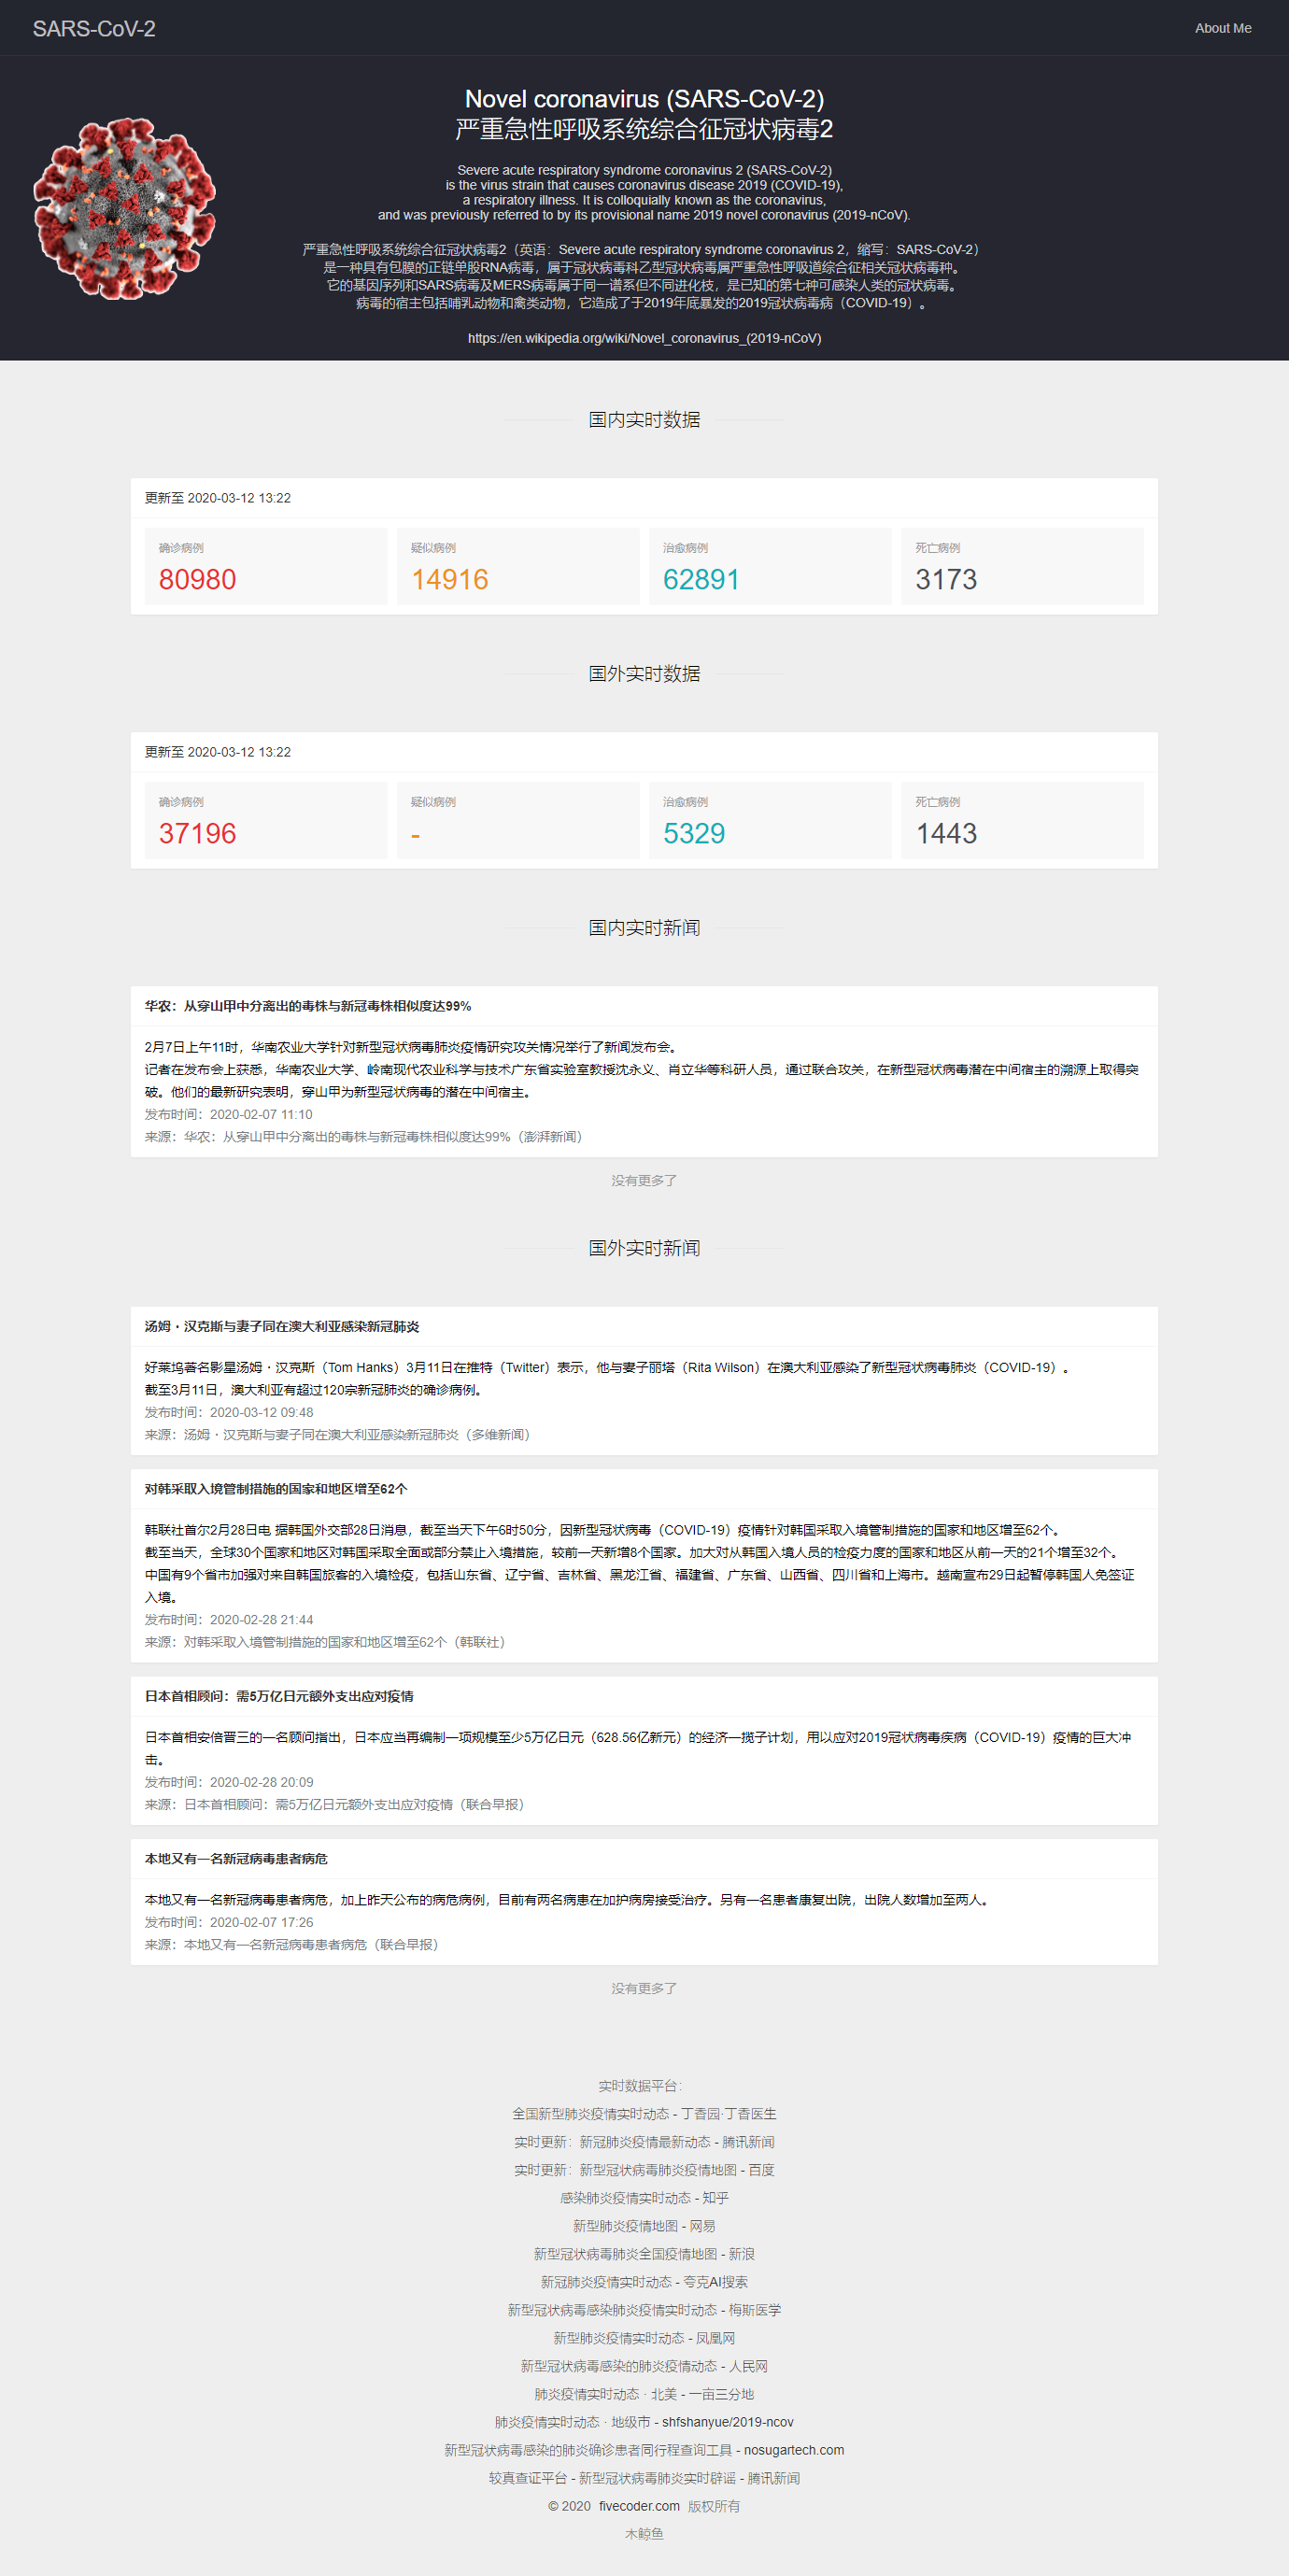 SARS-CoV-2
About Me
Novel coronavirus (SARS-CoV-2)
严重急性呼吸系统综合征冠状病毒2
Severe acute respiratory syndrome coronavirus 2 (SARS-CoV-2)
is the virus strain that causes coronavirus disease 2019 (COVID-19),
a respiratory illness. It is colloquially known as the coronavirus,
and was previously referred to by its provisional name 2019 novel coronavirus (2019-nCoV).
严重急性呼吸系统综合征冠状病毒2（英语：Severe acute respiratory syndrome coronavirus 2，缩写：SARS-CoV-2）
是一种具有包膜的正链单股RNA病毒，属于冠状病毒科乙型冠状病毒属严重急性呼吸道综合征相关冠状病毒种。
它的基因序列和SARS病毒及MERS病毒属于同一谱系但不同进化枝，是已知的第七种可感染人类的冠状病毒。
病毒的宿主包括哺乳动物和禽类动物，它造成了于2019年底暴发的2019冠状病毒病（COVID-19）。
https://en.wikipedia.org/wiki/Novel_coronavirus_(2019-nCoV)
国内实时数据
更新至 2020-03-12 13:22
确诊病例
80980
疑似病例
14916
治愈病例
62891
死亡病例
3173
国外实时数据
更新至 2020-03-12 13:22
确诊病例
37196
疑似病例
-
治愈病例
5329
死亡病例
1443
国内实时新闻
华农：从穿山甲中分离出的毒株与新冠毒株相似度达99%
2月7日上午11时，华南农业大学针对新型冠状病毒肺炎疫情研究攻关情况举行了新闻发布会。
记者在发布会上获悉，华南农业大学、岭南现代农业科学与技术广东省实验室教授沈永义、肖立华等科研人员，通过联合攻关，在新型冠状病毒潜在中间宿主的溯源上取得突
破。他们的最新研究表明，穿山甲为新型冠状病毒的潜在中间宿主。
发布时间：2020-02-07 11:10
来源：华农：从穿山甲中分离出的毒株与新冠毒株相似度达99%（澎湃新闻）
没有更多了
国外实时新闻
汤姆・汉克斯与妻子同在澳大利亚感染新冠肺炎
好莱坞著名影星汤姆・汉克斯（Tom Hanks）3月11日在推特（Twitter）表示，他与妻子丽塔（Rita Wilson）在澳大利亚感染了新型冠状病毒肺炎（COVID-19）。
截至3月11日，澳大利亚有超过120宗新冠肺炎的确诊病例。
发布时间：2020-03-12 09:48
来源：汤姆・汉克斯与妻子同在澳大利亚感染新冠肺炎（多维新闻）
对韩采取入境管制措施的国家和地区增至62个
韩联社首尔2月28日电 据韩国外交部28日消息，截至当天下午6时50分，因新型冠状病毒（COVID-19）疫情针对韩国采取入境管制措施的国家和地区增至62个。
截至当天，全球30个国家和地区对韩国采取全面或部分禁止入境措施，较前一天新增8个国家。加大对从韩国入境人员的检疫力度的国家和地区从前一天的21个增至32个。
中国有9个省市加强对来自韩国旅客的入境检疫，包括山东省、辽宁省、吉林省、黑龙江省、福建省、广东省、山西省、四川省和上海市。越南宣布29日起暂停韩国人免签证
入境。
发布时间：2020-02-28 21:44
来源：对韩采取入境管制措施的国家和地区增至62个（韩联社）
日本首相顾问：需5万亿日元额外支出应对疫情
日本首相安倍晋三的一名顾问指出，日本应当再编制一项规模至少5万亿日元（628.56亿新元）的经济一揽子计划，用以应对2019冠状病毒疾病（COVID-19）疫情的巨大冲
击。
发布时间：2020-02-28 20:09
来源：日本首相顾问：需5万亿日元额外支出应对疫情（联合早报）
本地又有一名新冠病毒患者病危
本地又有一名新冠病毒患者病危，加上昨天公布的病危病例，目前有两名病患在加护病房接受治疗。另有一名患者康复出院，出院人数增加至两人。
发布时间：2020-02-07 17:26
来源：本地又有一名新冠病毒患者病危（联合早报）
没有更多了
实时数据平台：
全国新型肺炎疫情实时动态 - 丁香园·丁香医生
实时更新：新冠肺炎疫情最新动态 - 腾讯新闻
实时更新：新型冠状病毒肺炎疫情地图 - 百度
感染肺炎疫情实时动态 - 知乎
新型肺炎疫情地图 - 网易
新型冠状病毒肺炎全国疫情地图 - 新浪
新冠肺炎疫情实时动态 - 夸克AI搜索
新型冠状病毒感染肺炎疫情实时动态 - 梅斯医学
新型肺炎疫情实时动态 - 凤凰网
新型冠状病毒感染的肺炎疫情动态 - 人民网
肺炎疫情实时动态 · 北美 - 一亩三分地
肺炎疫情实时动态 · 地级市 - shfshanyue/2019-ncov
新型冠状病毒感染的肺炎确诊患者同行程查询工具 - nosugartech.com
较真查证平台 - 新型冠状病毒肺炎实时辟谣 - 腾讯新闻
© 2020 fivecoder.com 版权所有
木鲸鱼